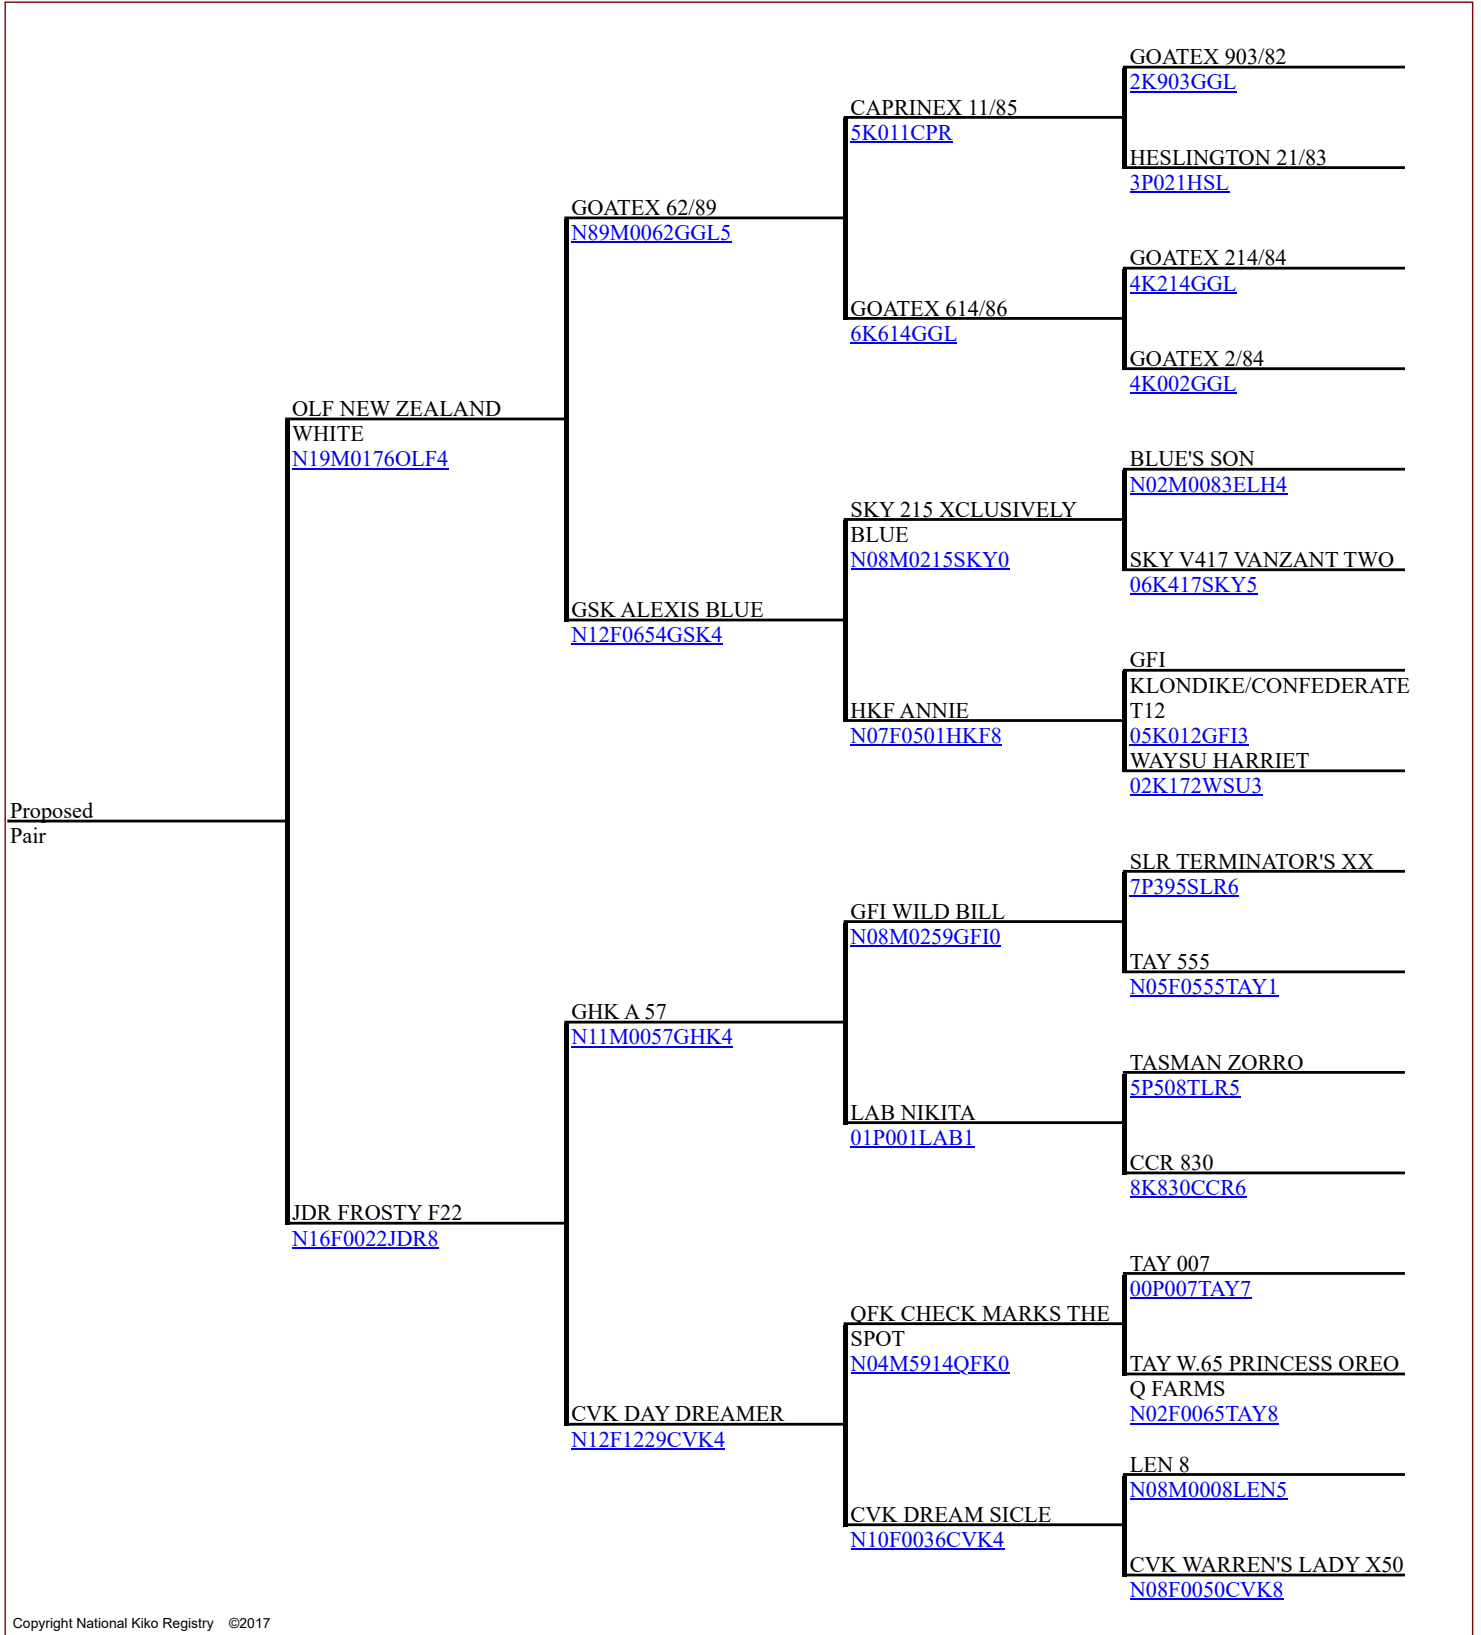 GOATEX 903/82
2K903GGL
CAPRINEX 11/85
5K011CPR
HESLINGTON 21/83
3P021HSL
GOATEX 62/89
N89M0062GGL5
GOATEX 214/84
4K214GGL
GOATEX 614/86
6K614GGL
GOATEX 2/84
4K002GGL
OLF NEW ZEALAND
WHITE
N19M0176OLF4
BLUE'S SON
N02M0083ELH4
SKY 215 XCLUSIVELY
BLUE
N08M0215SKY0
SKY V417 VANZANT TWO
06K417SKY5
GSK ALEXIS BLUE
N12F0654GSK4
GFI
KLONDIKE/CONFEDERATE
T12
05K012GFI3
HKF ANNIE
N07F0501HKF8
WAYSU HARRIET
02K172WSU3
Proposed
Pair
SLR TERMINATOR'S XX
7P395SLR6
GFI WILD BILL
N08M0259GFI0
TAY 555
N05F0555TAY1
GHK A 57
N11M0057GHK4
TASMAN ZORRO
5P508TLR5
LAB NIKITA
01P001LAB1
CCR 830
8K830CCR6
JDR FROSTY F22
N16F0022JDR8
TAY 007
00P007TAY7
QFK CHECK MARKS THE
SPOT
N04M5914QFK0
TAY W.65 PRINCESS OREO
Q FARMS
N02F0065TAY8
CVK DAY DREAMER
N12F1229CVK4
LEN 8
N08M0008LEN5
CVK DREAM SICLE
N10F0036CVK4
CVK WARREN'S LADY X50
N08F0050CVK8
Copyright National Kiko Registry ©2017